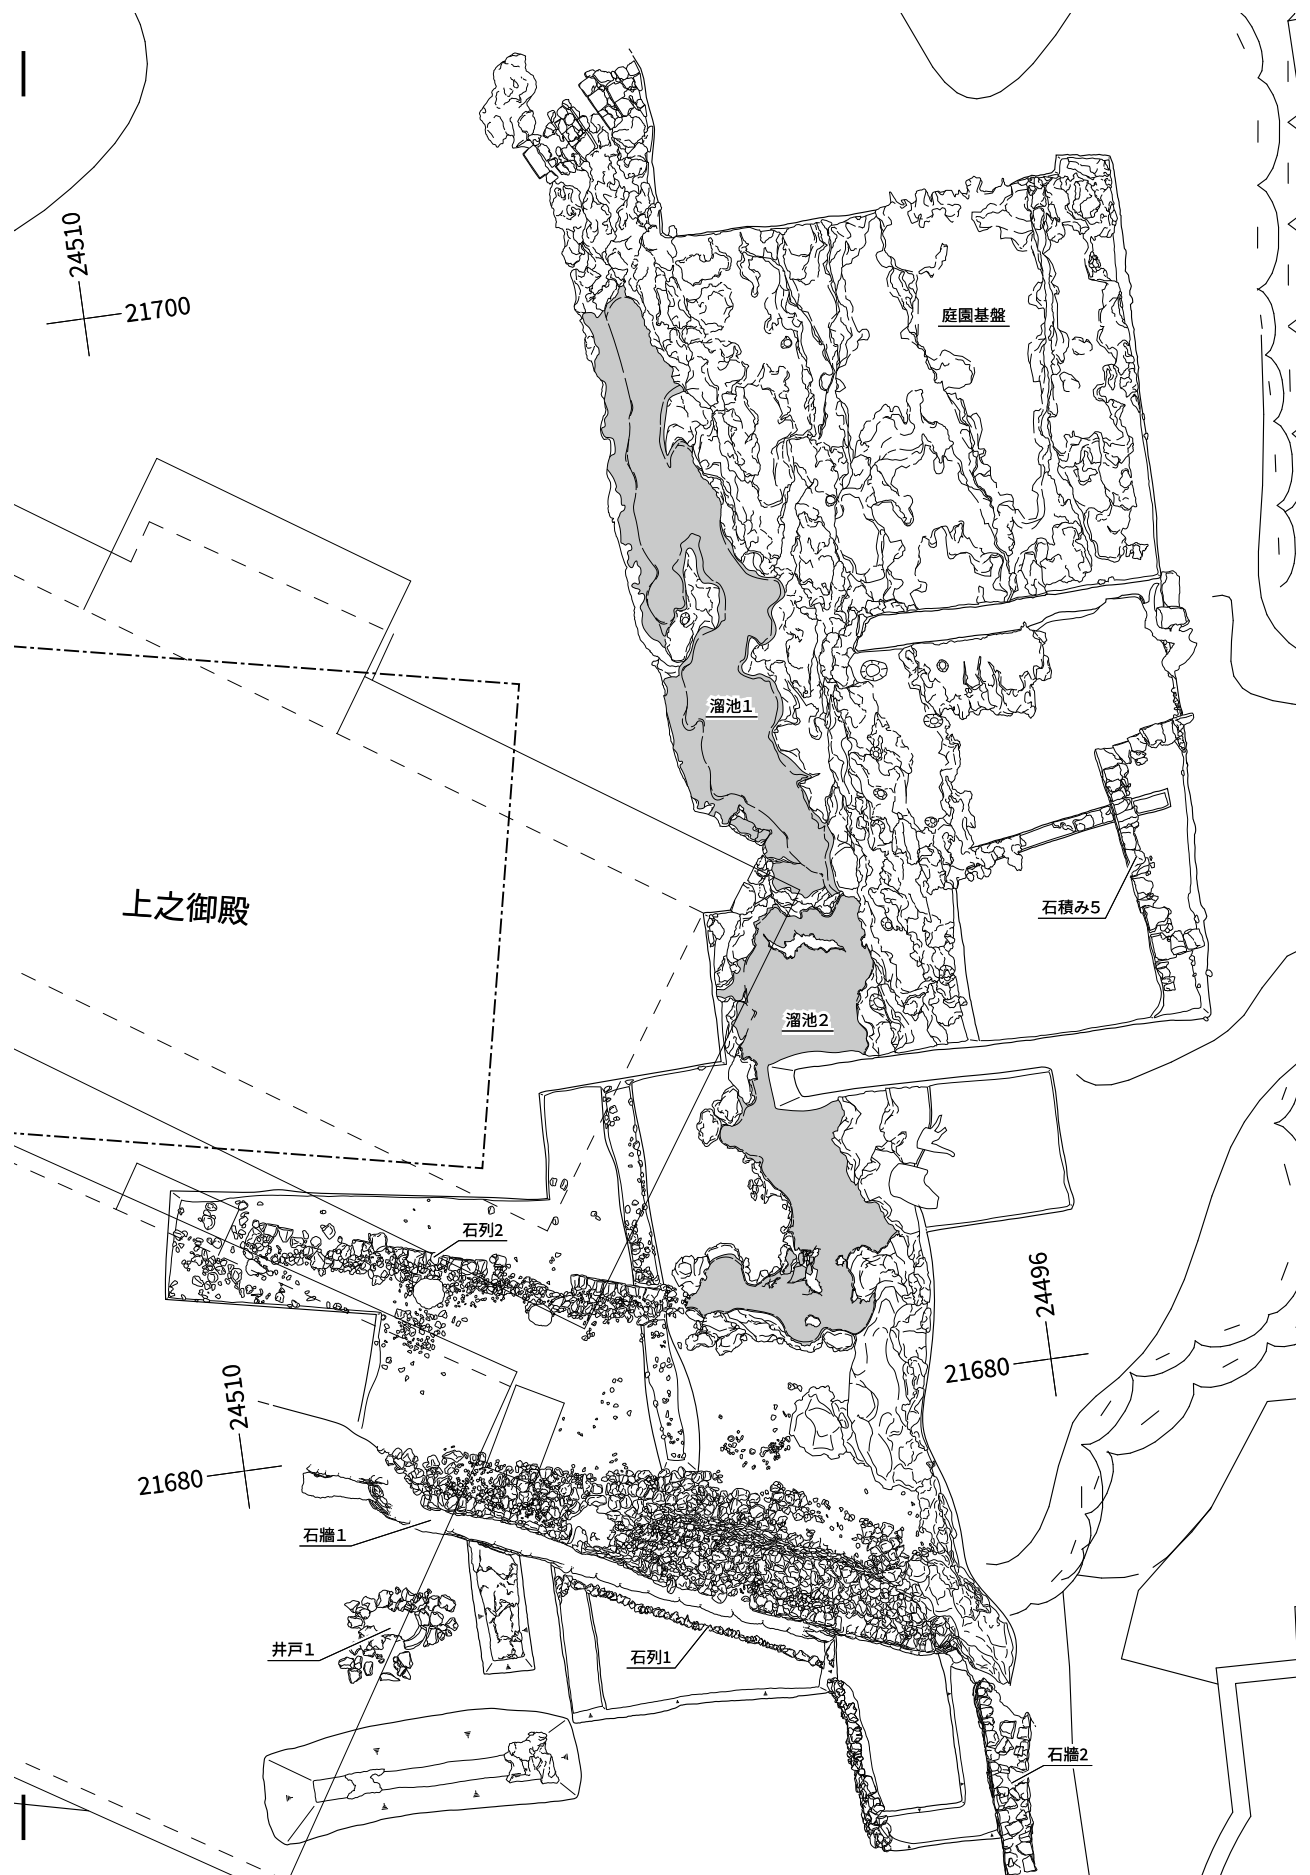 24510
21700
庭園基盤
溜池１
上之御殿
石積み５
溜池２
石列２
24496
21680
24510
21680
石牆１
井戸１
石列１
石牆２